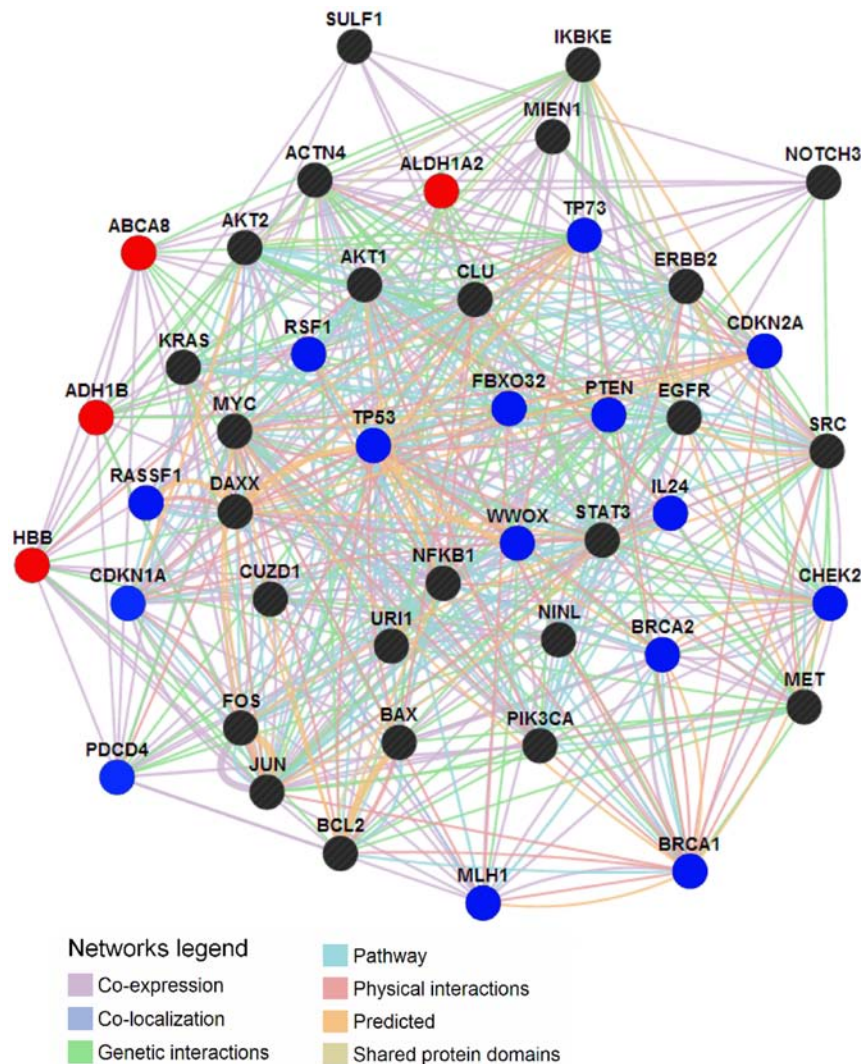 SULF1
IKBKE
MIEN1
NOTCH3
ACTN4
ALDH1A2
TP73
ABCA8
AKT2
AKT1
CLU
ERBB2
RSF1
CDKN2A
KRAS
FBXO32
PTEN
EGFR
ADH1B
MYC
TP53
SRC
RASSF1
DAXX
IL24
WWOX
STAT3
HBB
CDKN1A
CUZD1
NFKB1
CHEK2
URI1
NINL
BRCA2
MET
FOS
BAX
PIK3CA
PDCD4
JUN
BCL2
BRCA1
MLH1
Networks legend
Co-expression
Co-localization
Genetic interactions
Pathway
Physical interactions
Predicted
Shared protein domains